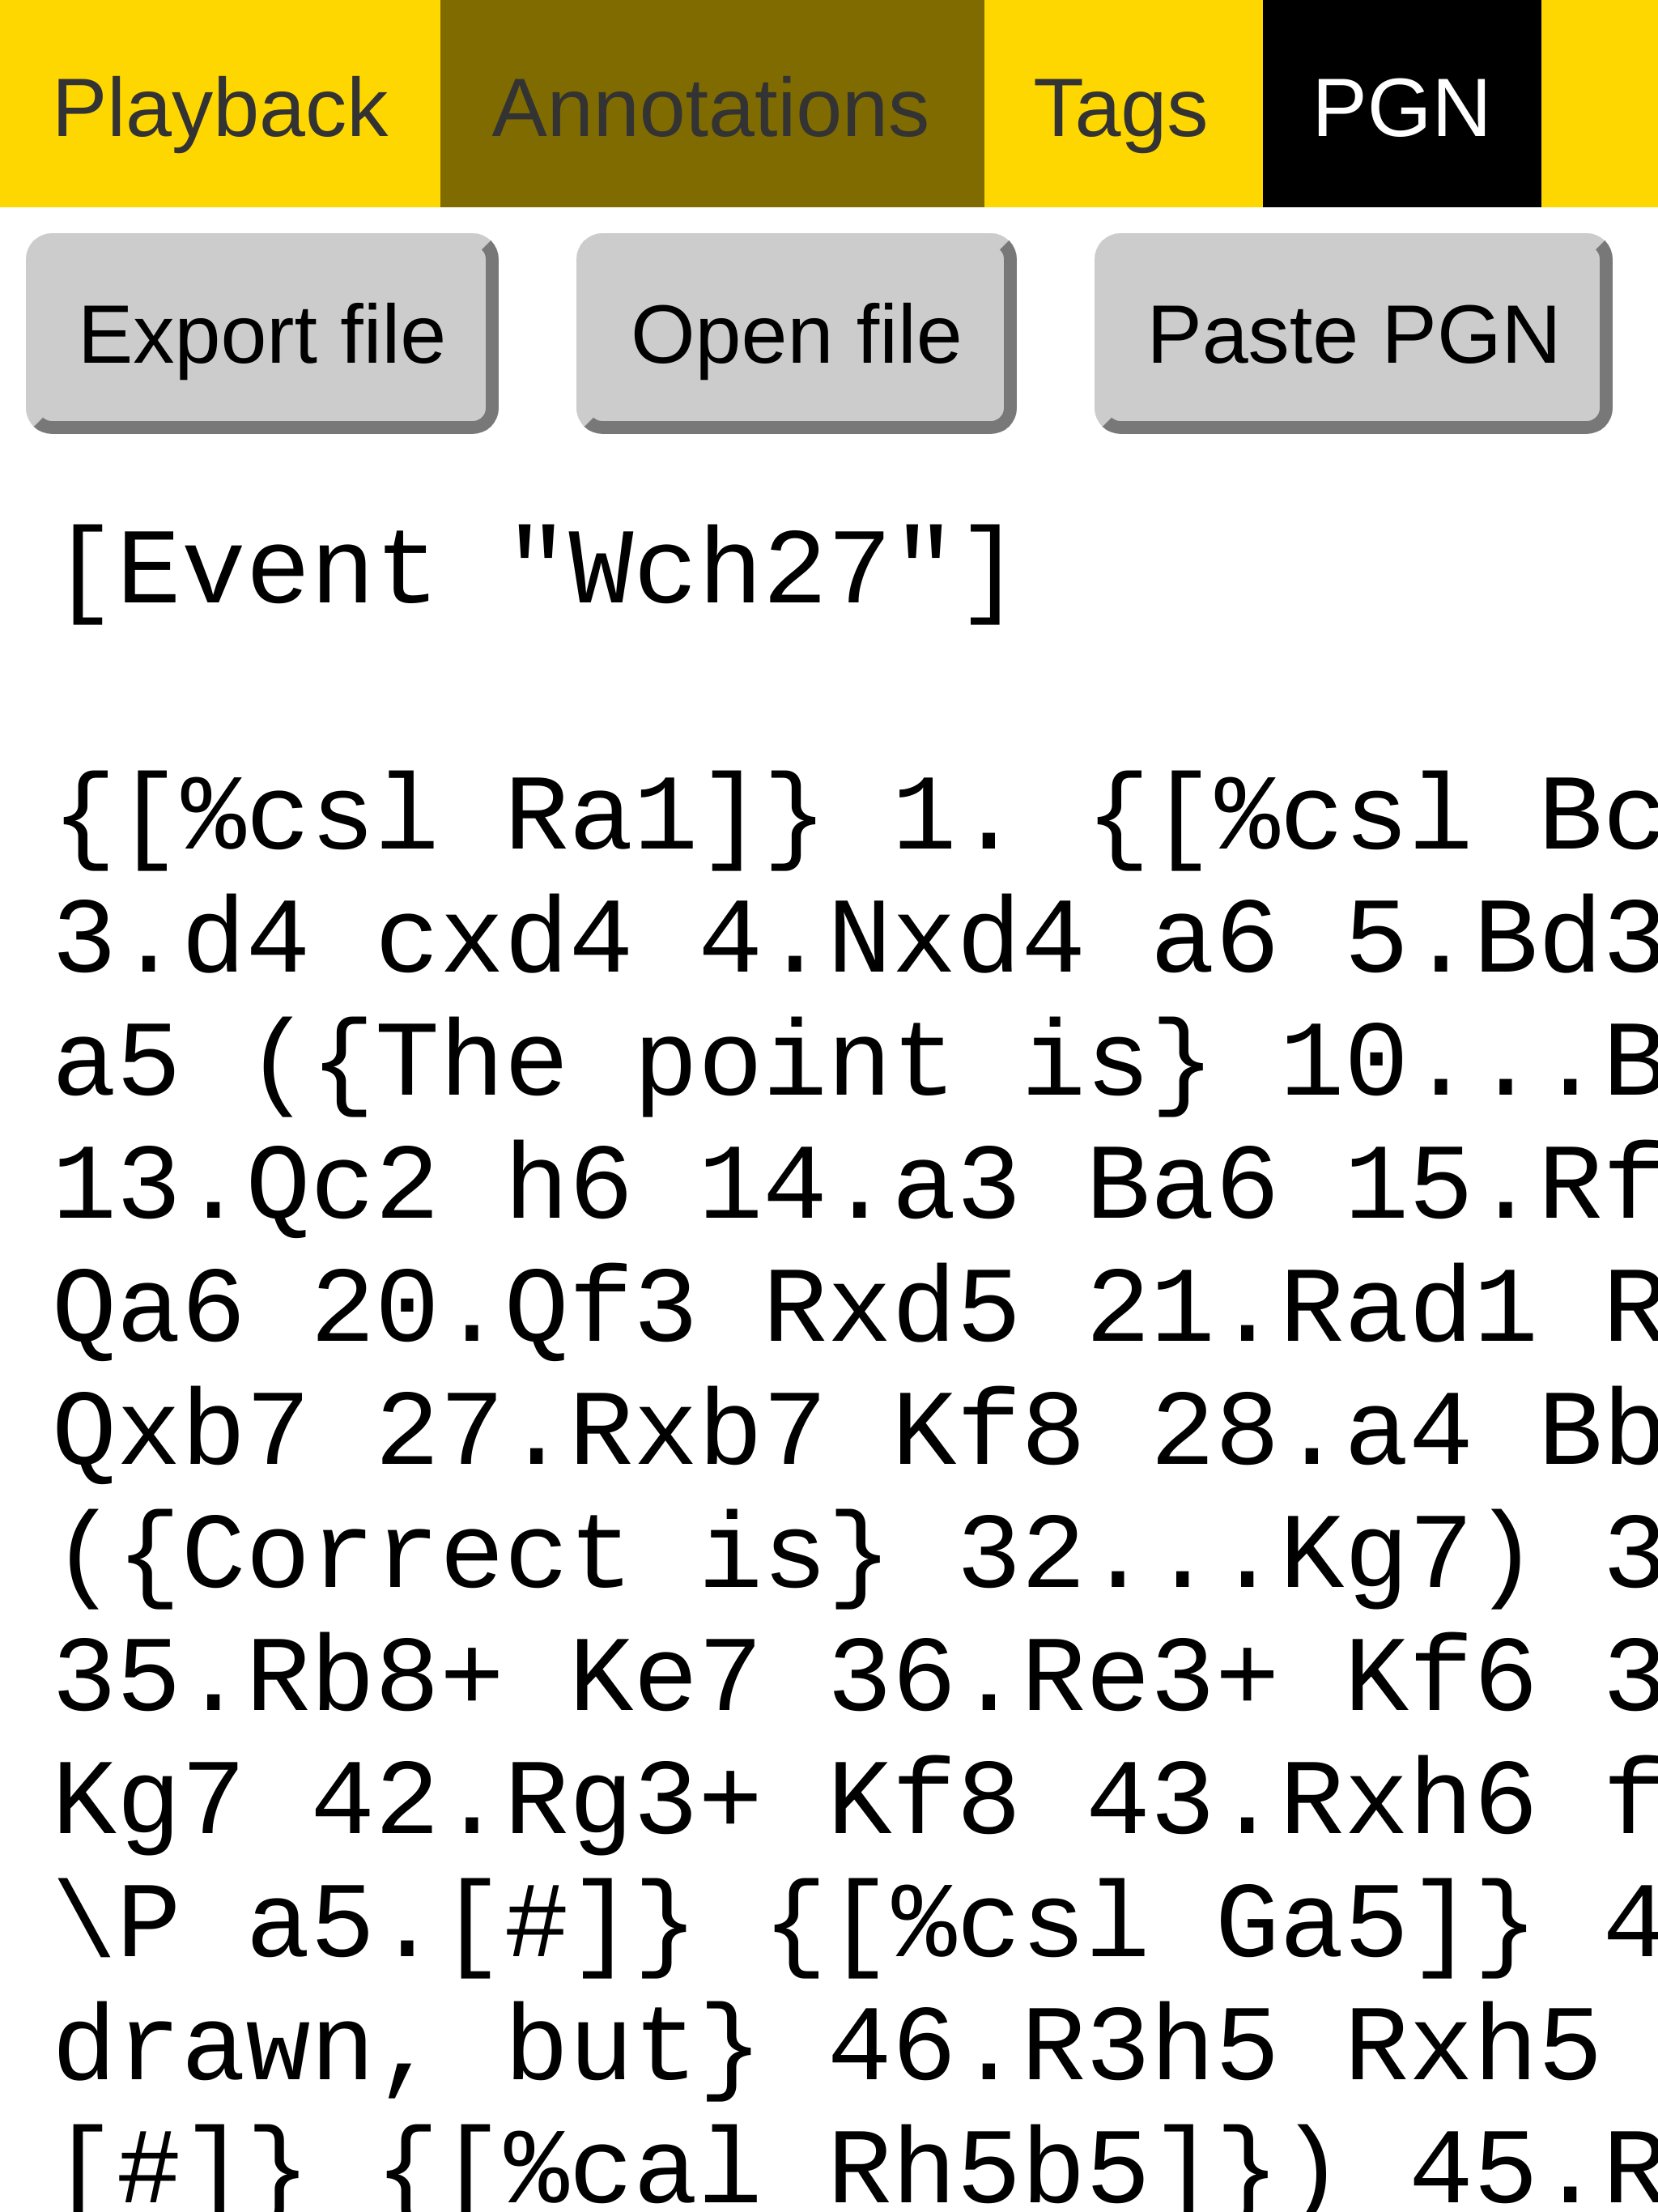 Playback Annotations Tags PGN
Export file Open file Paste PGN
[Event "Wch27"]
{[%csl Ra1]} 1. {[%csl Bc
3.d4 cxd4 4.Nxd4 a6 5.Bd3
a5 ({The point is} 10...B
13.Qc2 h6 14.a3 Ba6 15.Rf
Qa6 20.Qf3 Rxd5 21.Rad1 R
Qxb7 27.Rxb7 Kf8 28.a4 Bb
({Correct is} 32...Kg7) 3
35.Rb8+ Ke7 36.Re3+ Kf6 3
Kg7 42.Rg3+ Kf8 43.Rxh6 f
\P a5.[#]} {[%csl Ga5]} 4
drawn, but} 46.R3h5 Rxh5
[#]} {[%cal Rh5b5]}) 45.R